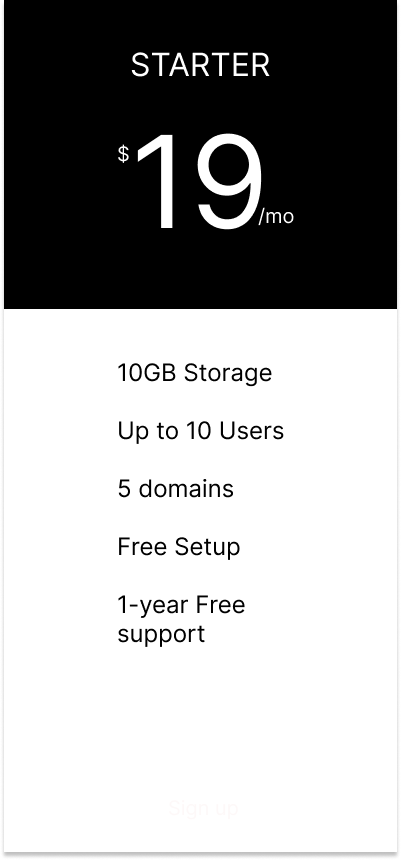 STARTER
$19/mo
10GB Storage
Up to 10 Users
5 domains
Free Setup
1-year Free
support
Sign up